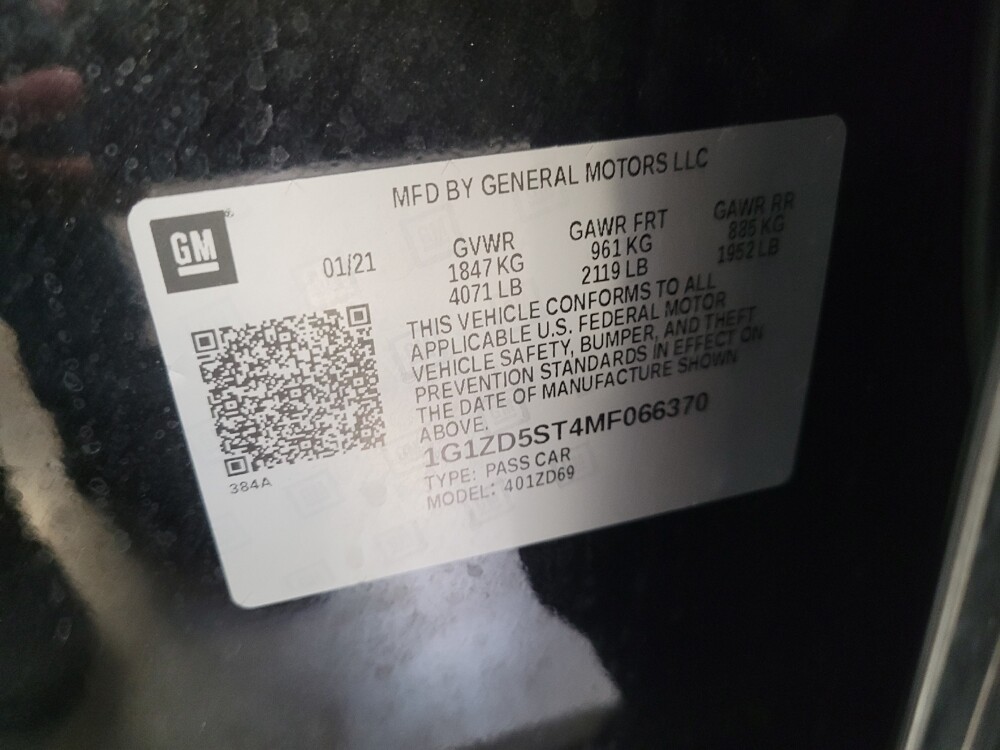 MFD BY GENERAL MOTORS LLC
GM
01/21
GVWR
1847 KG
4071 LB
GAWR FRT
961 KG
2119 LB
GAWR RR
885 KG
1952 LB
THIS VEHICLE CONFORMS TO ALL
APPLICABLE U.S. FEDERAL MOTOR
VEHICLE SAFETY, BUMPER, AND THEFT
PREVENTION STANDARDS IN EFFECT ON
THE DATE OF MANUFACTURE SHOWN
ABOVE.
1G1ZD5ST4MF066370
TYPE: PASS CAR
MODEL: 401ZD69
384A